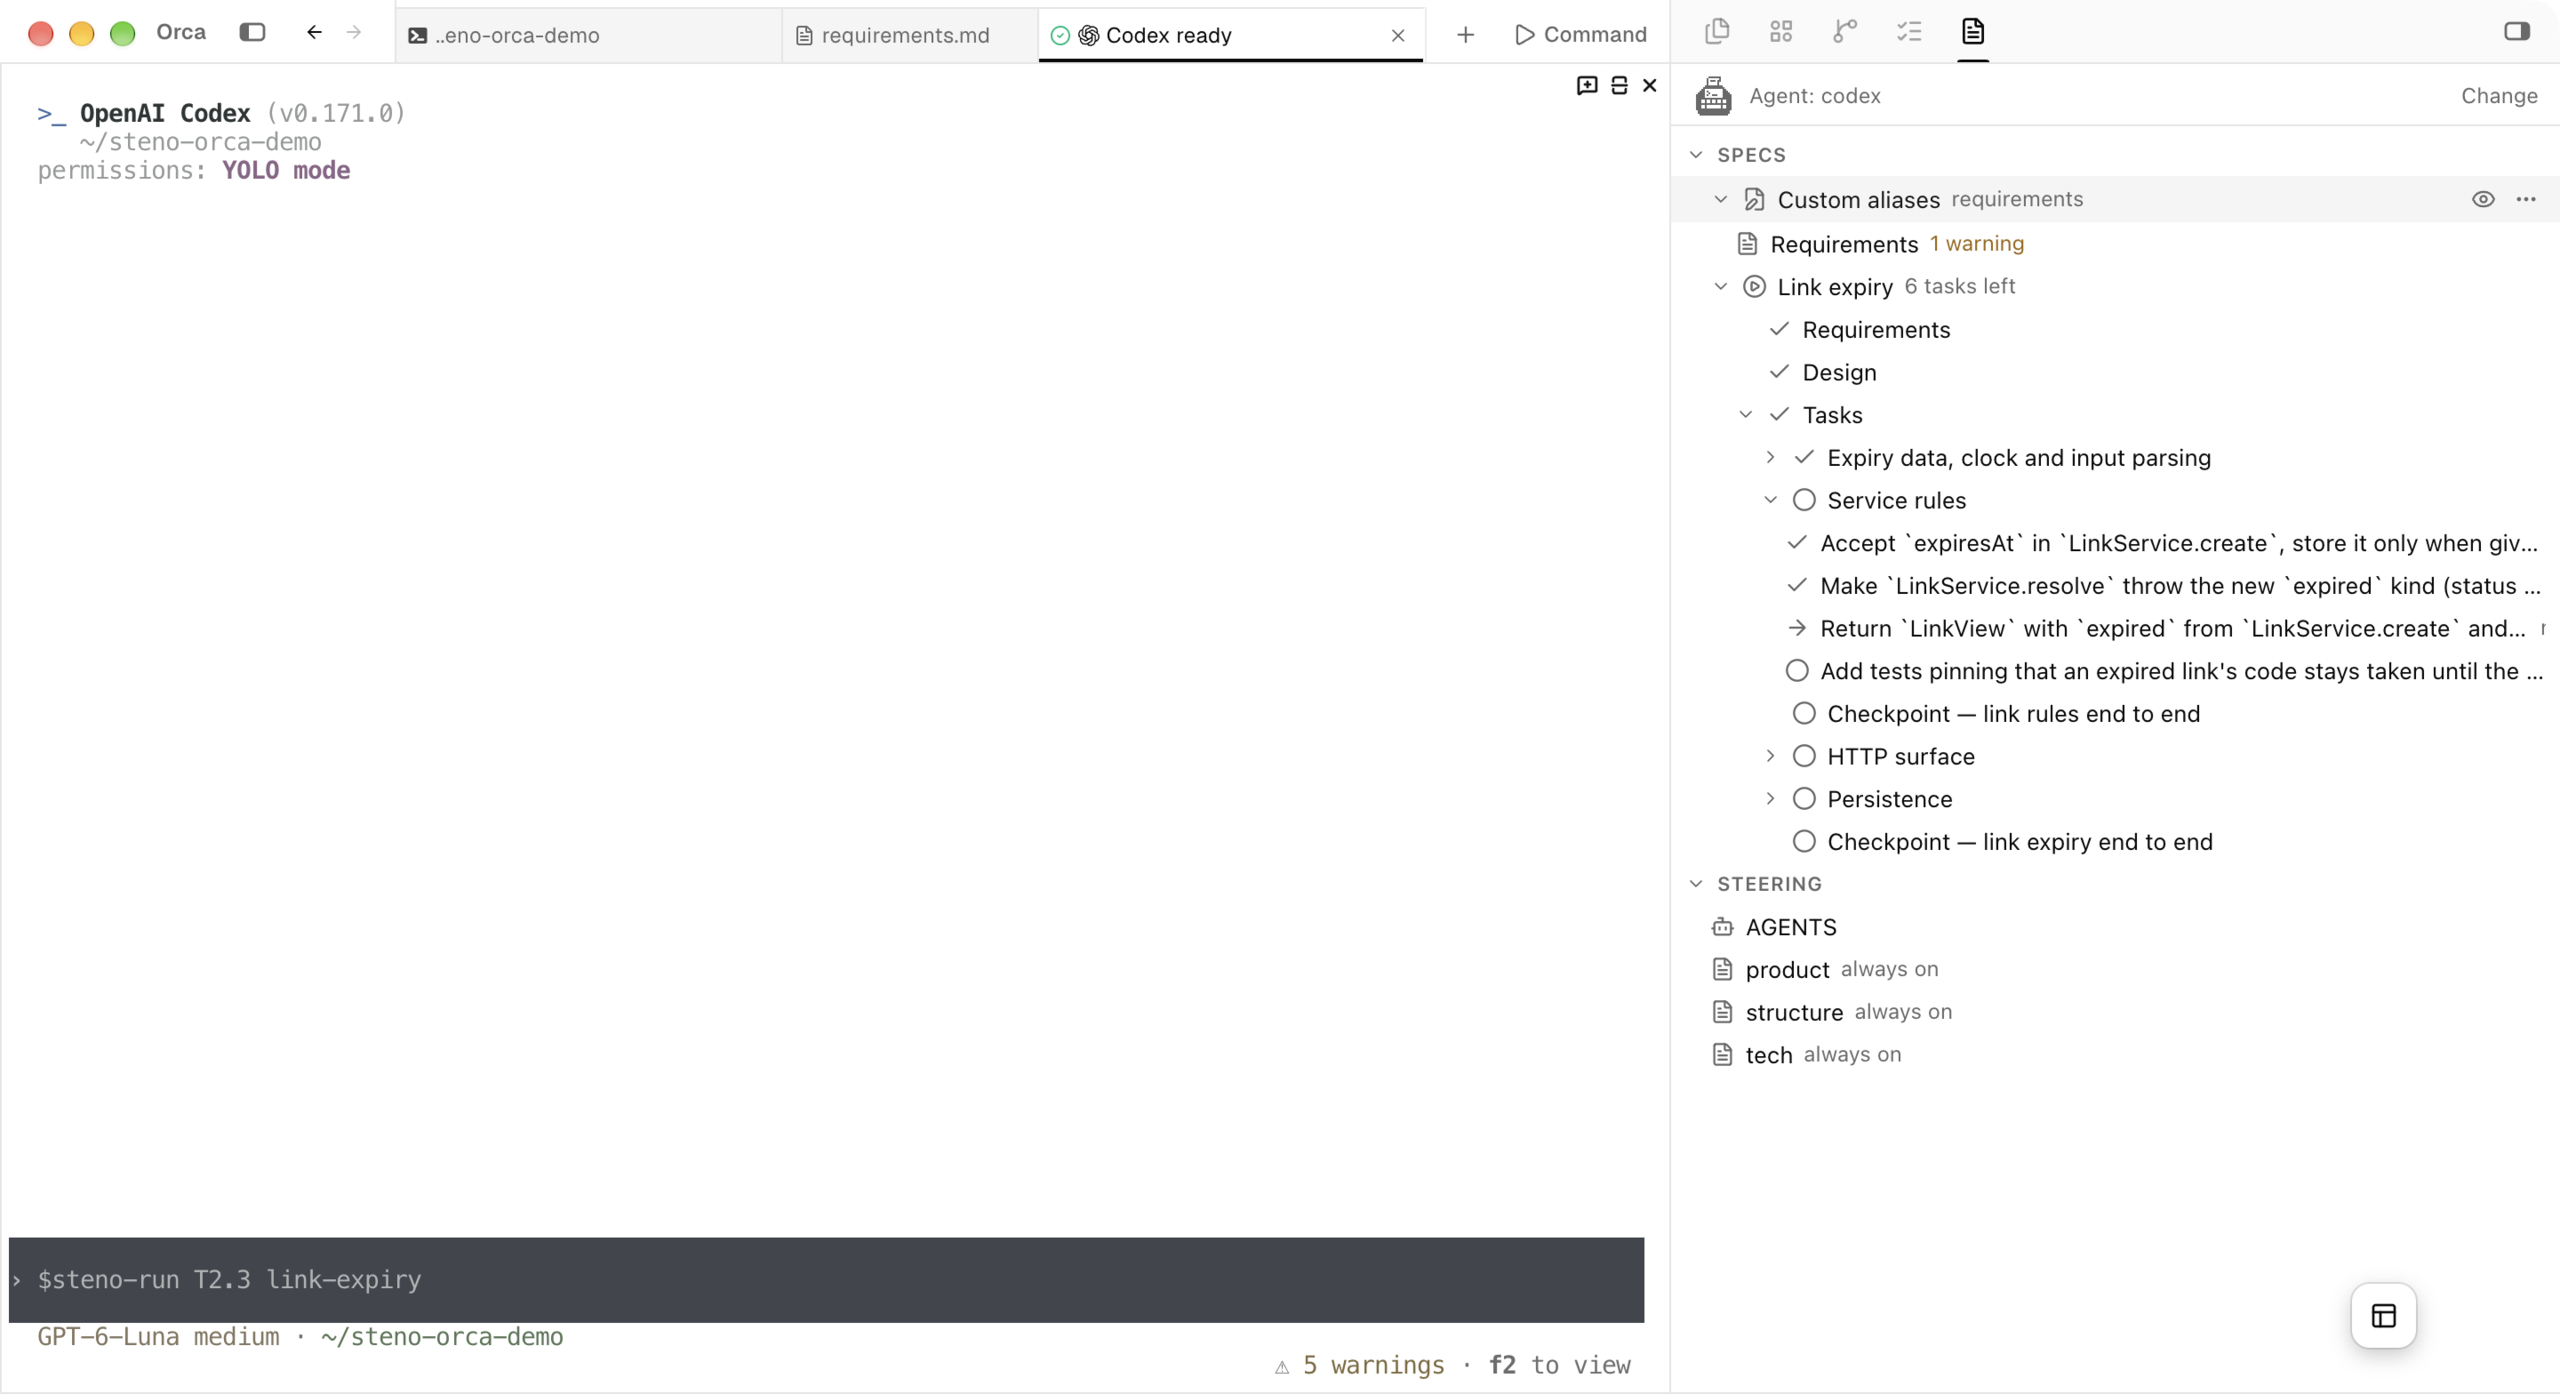 Orca
..eno-orca-demo
requirements.md
Codex ready
Command
>_ OpenAI Codex (v0.171.0)
~/steno-orca-demo
permissions: YOLO mode
› $steno-run T2.3 link-expiry
GPT-6-Luna medium · ~/steno-orca-demo
⚠ 5 warnings · f2 to view
Agent: codex
Change
SPECS
Custom aliases requirements
Requirements 1 warning
Link expiry 6 tasks left
Requirements
Design
Tasks
Expiry data, clock and input parsing
Service rules
Accept `expiresAt` in `LinkService.create`, store it only when giv...
Make `LinkService.resolve` throw the new `expired` kind (status ...
Return `LinkView` with `expired` from `LinkService.create` and...
Add tests pinning that an expired link's code stays taken until the ...
Checkpoint — link rules end to end
HTTP surface
Persistence
Checkpoint — link expiry end to end
STEERING
AGENTS
product always on
structure always on
tech always on